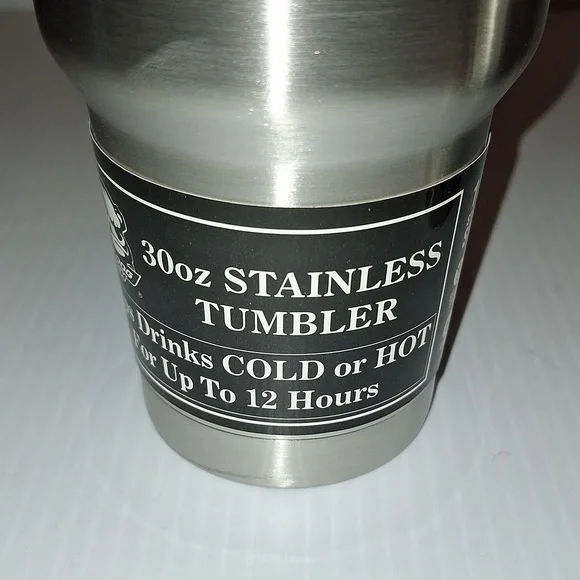 30oz STAINLESS
TUMBLER
Drinks COLD or HOT
For Up To 12 Hours